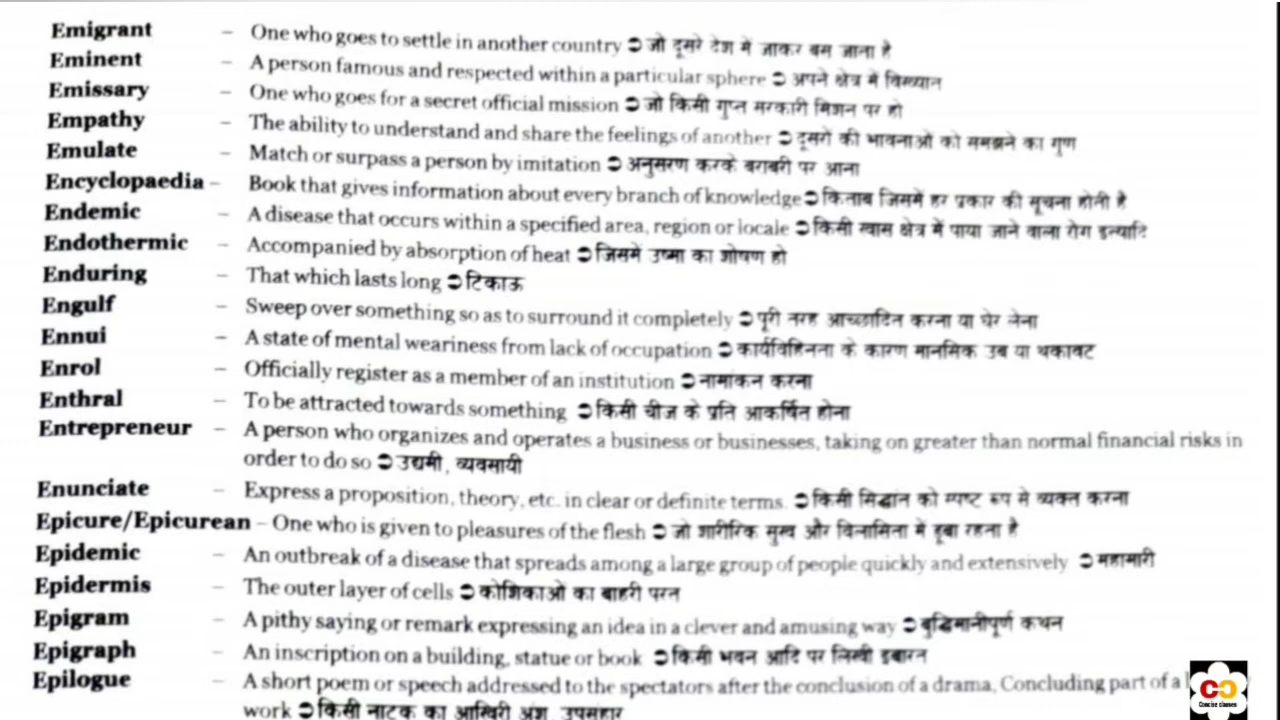 Emigrant – One who goes to settle in another country ➲ जो दूसरे देश में जाकर बस जाता है
Eminent – A person famous and respected within a particular sphere ➲ अपने क्षेत्र में विख्यात
Emissary – One who goes for a secret official mission ➲ जो किसी गुप्त सरकारी मिशन पर हो
Empathy – The ability to understand and share the feelings of another ➲ दूसरों की भावनाओं को समझने का गुण
Emulate – Match or surpass a person by imitation ➲ अनुसरण करके बराबरी पर आना
Encyclopaedia – Book that gives information about every branch of knowledge ➲ किताब जिसमें हर प्रकार की सूचना होती है
Endemic – A disease that occurs within a specified area, region or locale ➲ किसी खास क्षेत्र में पाया जाने वाला रोग इत्यादि
Endothermic – Accompanied by absorption of heat ➲ जिसमें उष्मा का शोषण हो
Enduring – That which lasts long ➲ टिकाऊ
Engulf – Sweep over something so as to surround it completely ➲ पूरी तरह आच्छादित करना या घेर लेना
Ennui – A state of mental weariness from lack of occupation ➲ कार्यविहिनता के कारण मानसिक उब या थकावट
Enrol – Officially register as a member of an institution ➲ नामांकन करना
Enthral – To be attracted towards something ➲ किसी चीज के प्रति आकर्षित होना
Entrepreneur – A person who organizes and operates a business or businesses, taking on greater than normal financial risks in
order to do so ➲ उद्यमी, व्यवसायी
Enunciate – Express a proposition, theory, etc. in clear or definite terms. ➲ किसी सिद्धांत को स्पष्ट रूप से व्यक्त करना
Epicure/Epicurean – One who is given to pleasures of the flesh ➲ जो शारीरिक सुख और विलासिता में डूबा रहता है
Epidemic – An outbreak of a disease that spreads among a large group of people quickly and extensively ➲ महामारी
Epidermis – The outer layer of cells ➲ कोशिकाओं का बाहरी परत
Epigram – A pithy saying or remark expressing an idea in a clever and amusing way ➲ बुद्धिमानीपूर्ण कथन
Epigraph – An inscription on a building, statue or book ➲ किसी भवन आदि पर लिखी इबारत
Epilogue – A short poem or speech addressed to the spectators after the conclusion of a drama, Concluding part of a
work ➲ किसी नाटक का आखिरी अंश, उपसंहार
Concise classes